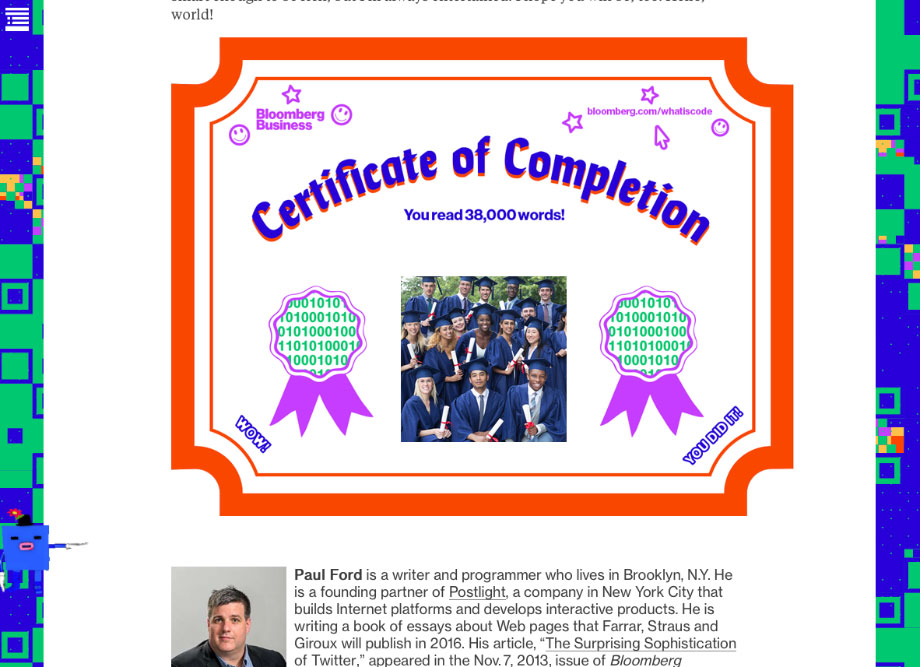 world!
Bloomberg
Business
bloomberg.com/whatiscode
Certificate of Completion
You read 38,000 words!
0001010
1010001010
0101000100
1101010001
10001010
0001010
1010001010
0101000100
1101010001
10001010
WOW!
YOU DID IT!
Paul Ford is a writer and programmer who lives in Brooklyn, N.Y. He
is a founding partner of Postlight, a company in New York City that
builds Internet platforms and develops interactive products. He is
writing a book of essays about Web pages that Farrar, Straus and
Giroux will publish in 2016. His article, “The Surprising Sophistication
of Twitter,” appeared in the Nov. 7, 2013, issue of Bloomberg